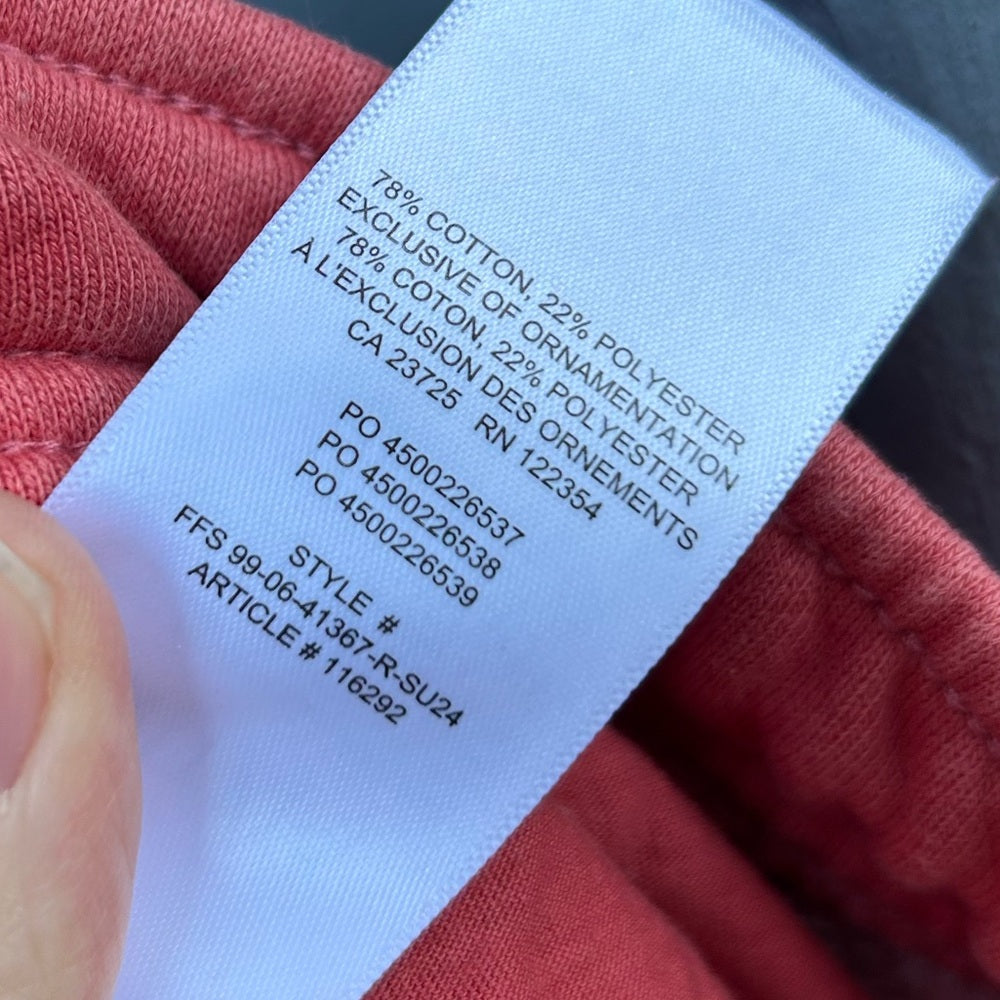 78% COTTON, 22% POLYESTER
EXCLUSIVE OF ORNAMENTATION
78% COTON, 22% POLYESTER
À L'EXCLUSION DES ORNEMENTS
CA 23725 RN 122354
PO 4500226537
PO 4500226538
PO 4500226539
STYLE #
FFS 99-06-41367-R-SU24
ARTICLE # 116292